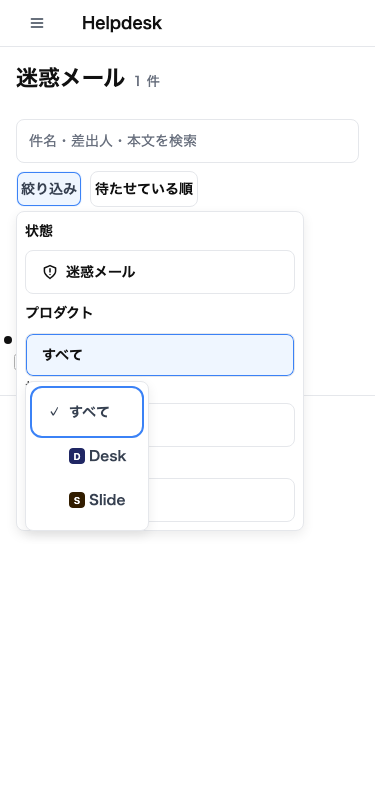 Helpdesk
迷惑メール 1 件
件名・差出人・本文を検索
絞り込み 待たせている順
状態
迷惑メール
プロダクト
すべて
✓ すべて
D Desk
S Slide